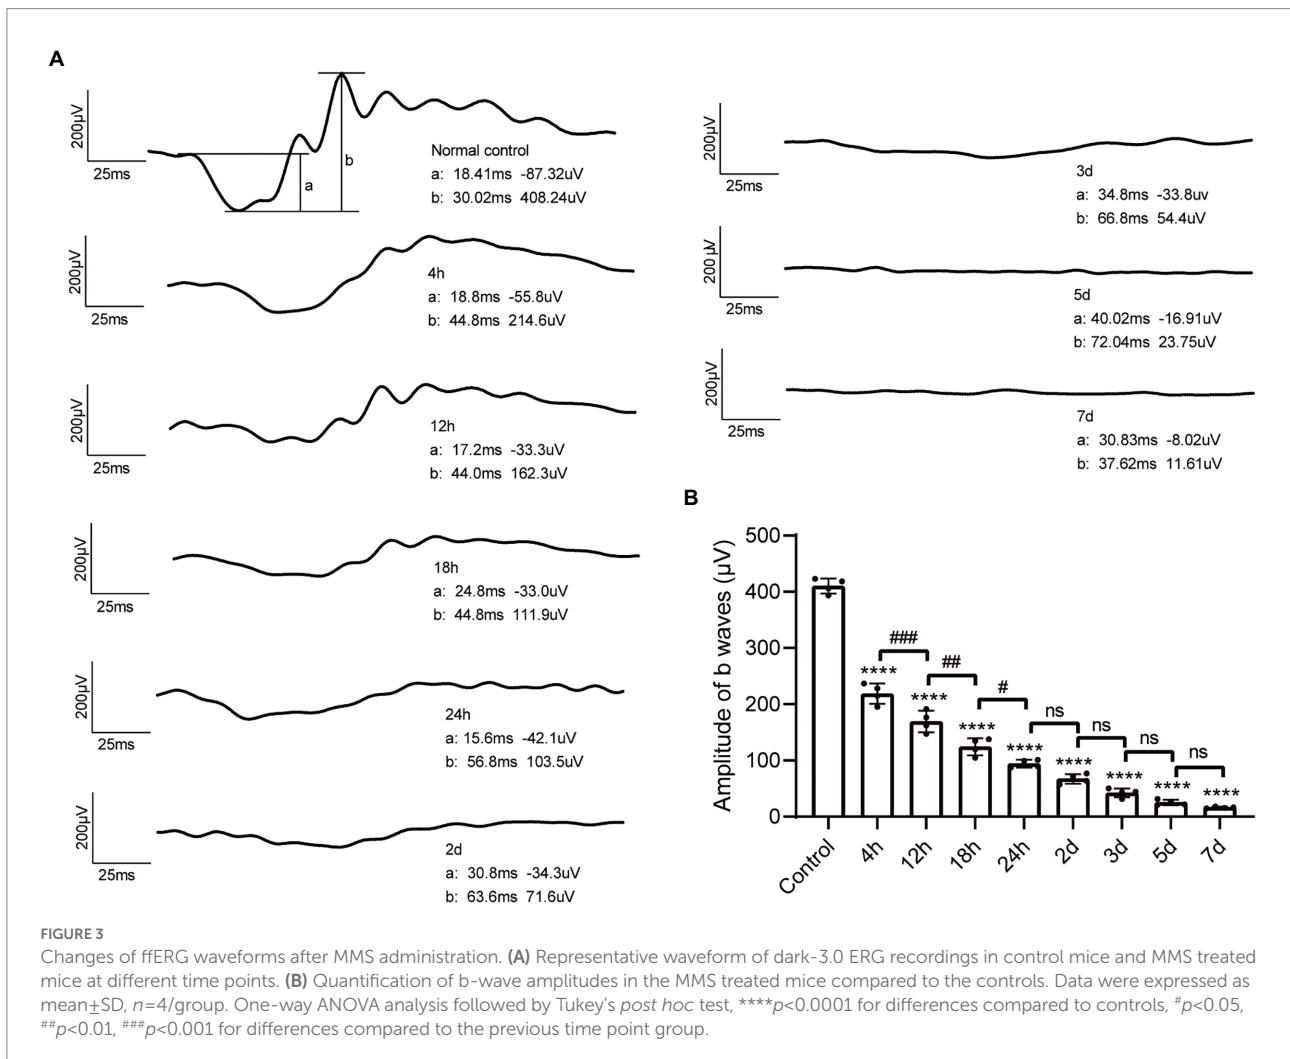 A
200µV
25ms
a
b
Normal control
a: 18.41ms -87.32uV
b: 30.02ms 408.24uV
200µV
25ms
4h
a: 18.8ms -55.8uV
b: 44.8ms 214.6uV
200µV
25ms
12h
a: 17.2ms -33.3uV
b: 44.0ms 162.3uV
200µV
25ms
18h
a: 24.8ms -33.0uV
b: 44.8ms 111.9uV
200µV
25ms
24h
a: 15.6ms -42.1uV
b: 56.8ms 103.5uV
200µV
25ms
2d
a: 30.8ms -34.3uV
b: 63.6ms 71.6uV
200µV
25ms
3d
a: 34.8ms -33.8uv
b: 66.8ms 54.4uV
200µV
25ms
5d
a: 40.02ms -16.91uV
b: 72.04ms 23.75uV
200µV
25ms
7d
a: 30.83ms -8.02uV
b: 37.62ms 11.61uV
B
Amplitude of b waves (µV)
500
400
300
200
100
0
****
###
****
##
****
#
****
ns
****
ns
****
ns
****
ns
****
Control
4h
12h
18h
24h
2d
3d
5d
7d
FIGURE 3
Changes of ffERG waveforms after MMS administration. (A) Representative waveform of dark-3.0 ERG recordings in control mice and MMS treated
mice at different time points. (B) Quantification of b-wave amplitudes in the MMS treated mice compared to the controls. Data were expressed as
mean±SD, n=4/group. One-way ANOVA analysis followed by Tukey's post hoc test, ****p<0.0001 for differences compared to controls, #p<0.05,
##p<0.01, ###p<0.001 for differences compared to the previous time point group.